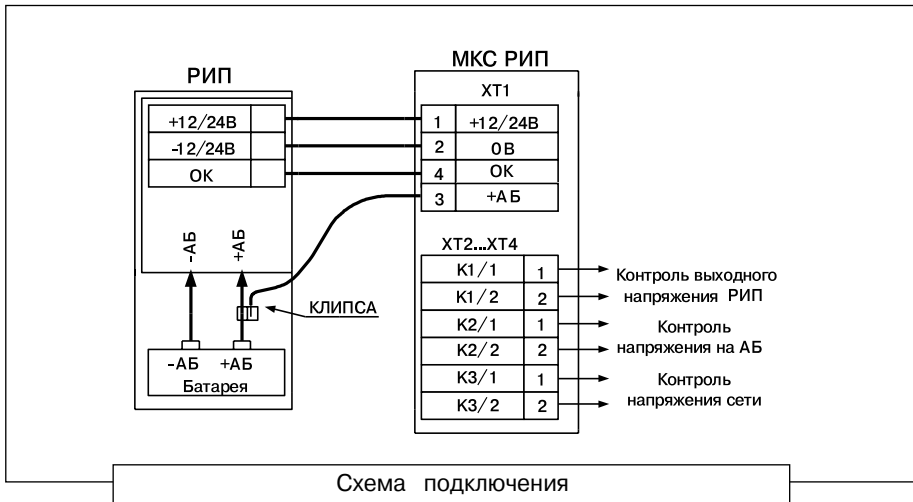 РИП
+12/24В
-12/24В
ОК
-АБ
+АБ
КЛИПСА
-АБ +АБ
Батарея
МКС РИП
XT1
1 +12/24В
2 0В
4 ОК
3 +АБ
XT2...XT4
К1/1 1
К1/2 2
К2/1 1
К2/2 2
К3/1 1
К3/2 2
Контроль выходного
напряжения РИП
Контроль
напряжения на АБ
Контроль
напряжения сети
Схема подключения